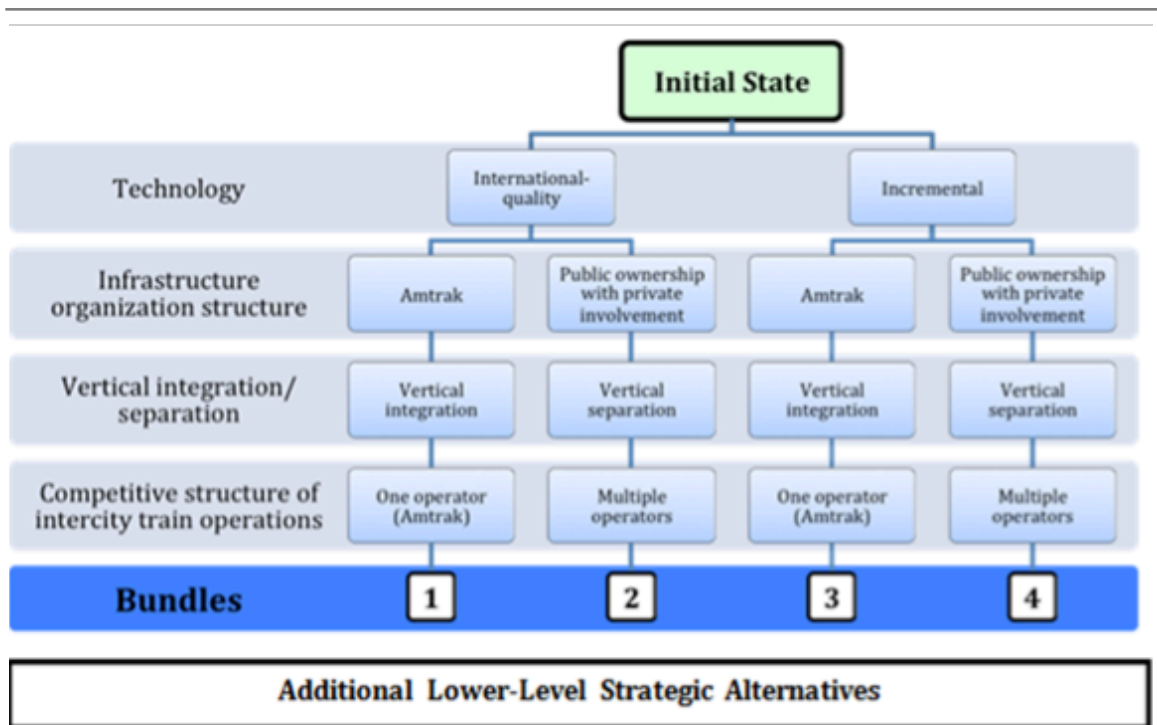 Initial State
Technology
International-
quality
Incremental
Infrastructure
organization structure
Amtrak
Public ownership
with private
involvement
Amtrak
Public ownership
with private
involvement
Vertical integration/
separation
Vertical
integration
Vertical
separation
Vertical
integration
Vertical
separation
Competitive structure of
intercity train operations
One operator
(Amtrak)
Multiple
operators
One operator
(Amtrak)
Multiple
operators
Bundles
1
2
3
4
Additional Lower-Level Strategic Alternatives